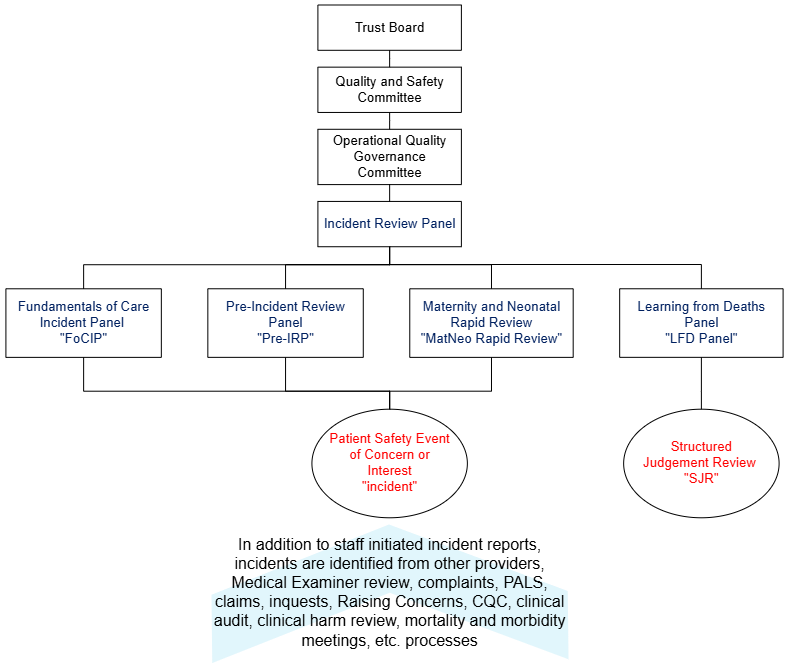 Trust Board
Quality and Safety
Committee
Operational Quality
Governance
Committee
Incident Review Panel
Fundamentals of Care
Incident Panel
"FoCIP"
Pre-Incident Review
Panel
"Pre-IRP"
Maternity and Neonatal
Rapid Review
"MatNeo Rapid Review"
Learning from Deaths
Panel
"LFD Panel"
Patient Safety Event
of Concern or
Interest
"incident"
Structured
Judgement Review
"SJR"
In addition to staff initiated incident reports,
incidents are identified from other providers,
Medical Examiner review, complaints, PALS,
claims, inquests, Raising Concerns, CQC, clinical
audit, clinical harm review, mortality and morbidity
meetings, etc. processes